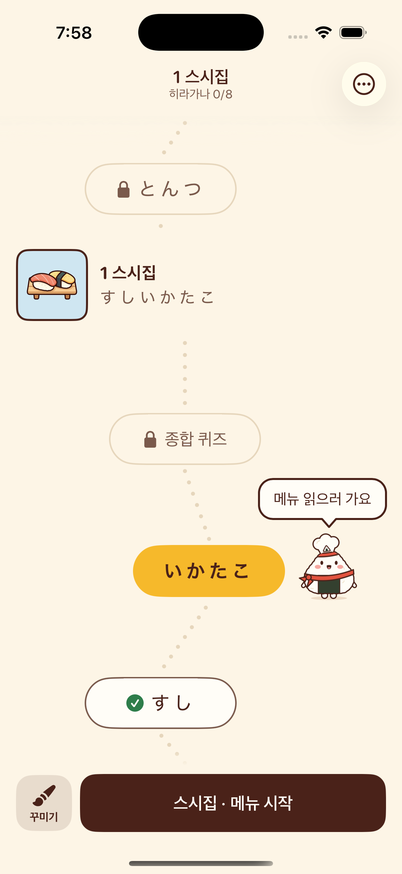 7:58
1 스시집
히라가나 0/8
とんつ
1 스시집
すしいかたこ
종합 퀴즈
메뉴 읽으러 가요
いかたこ
すし
꾸미기
스시집 · 메뉴 시작